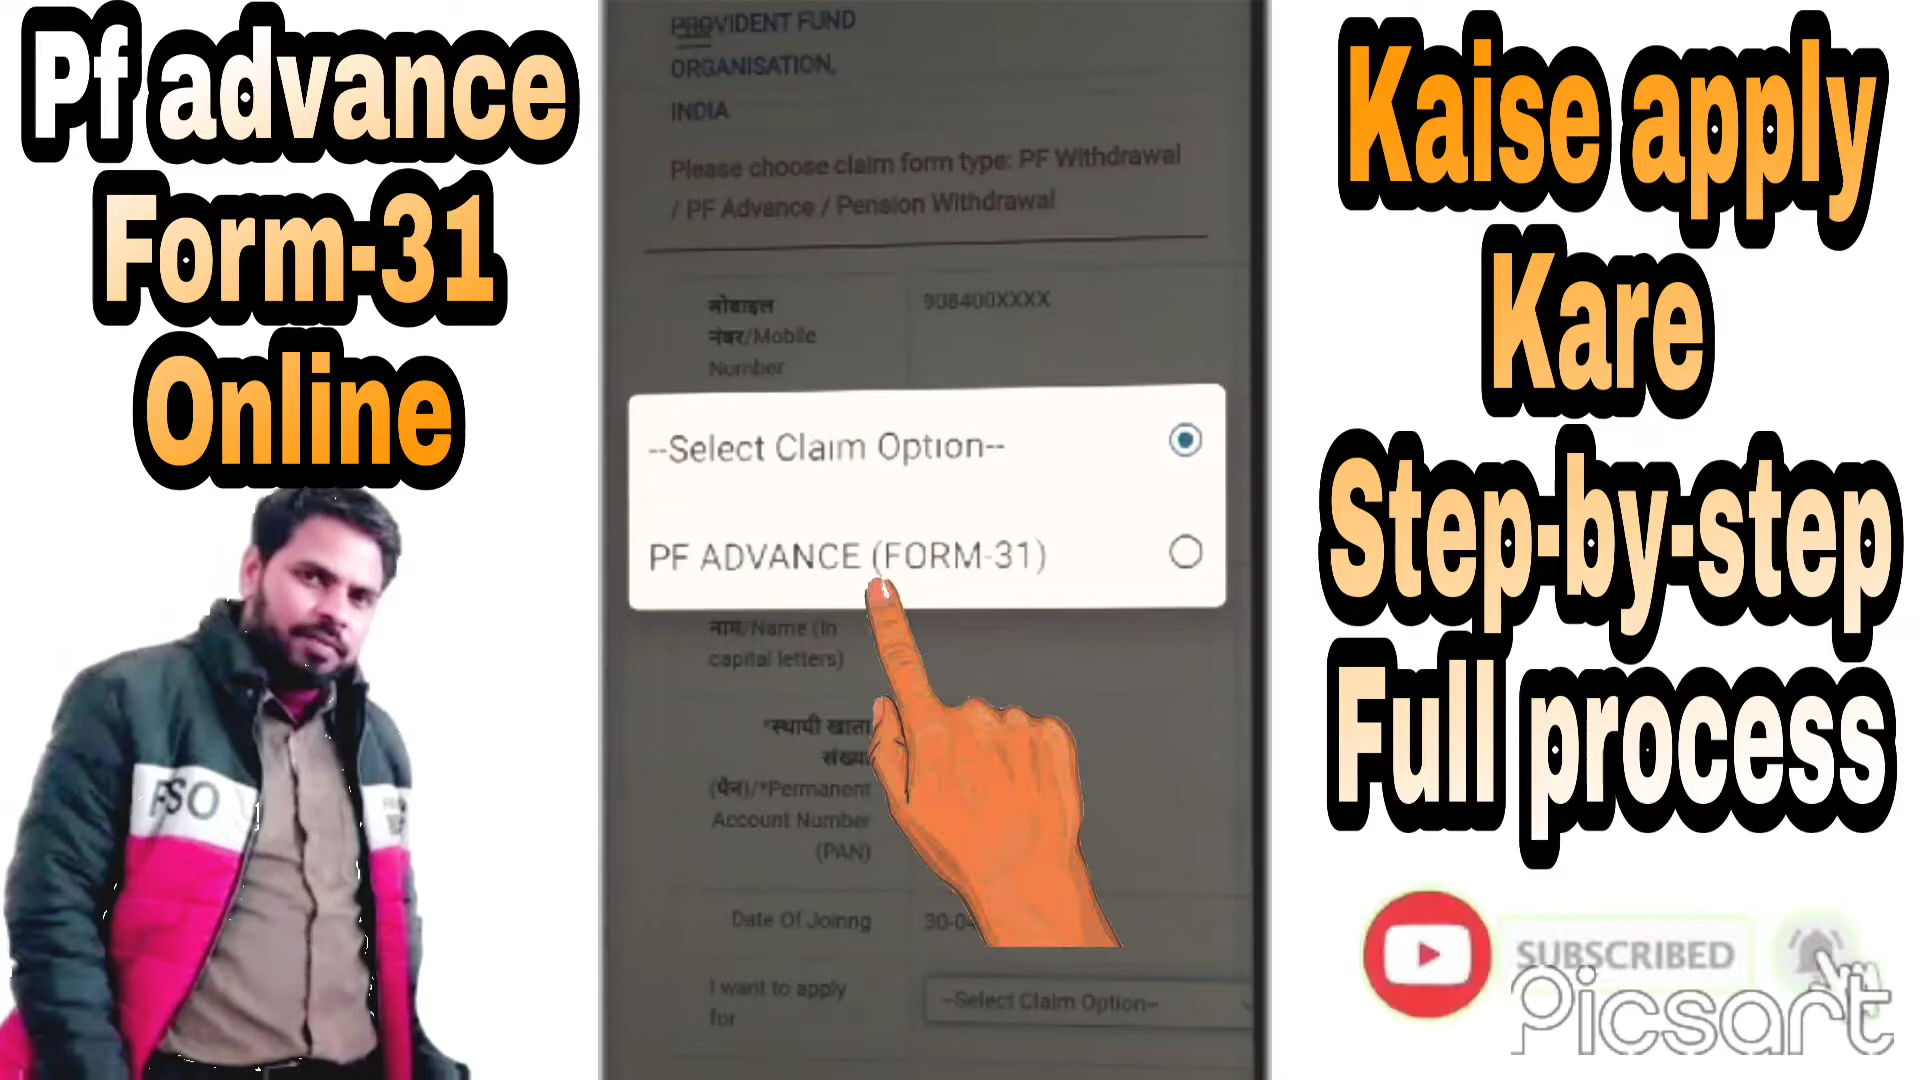 Pf advance
Form-31
Online
PROVIDENT FUND
ORGANISATION,
INDIA
Please choose claim form type: PF Withdrawal
/ PF Advance / Pension Withdrawal
मोबाइल
नंबर/Mobile
Number
908400XXXX
--Select Claim Option--
PF ADVANCE (FORM-31)
नाम/Name (In
capital letters)
*स्थायी खाता
संख्या
(पैन)/*Permanent
Account Number
(PAN)
Date Of Joinng
30-0
I want to apply
for
--Select Claim Option--
Kaise apply
Kare
Step-by-step
Full process
SUBSCRIBED
Picsart
FSO